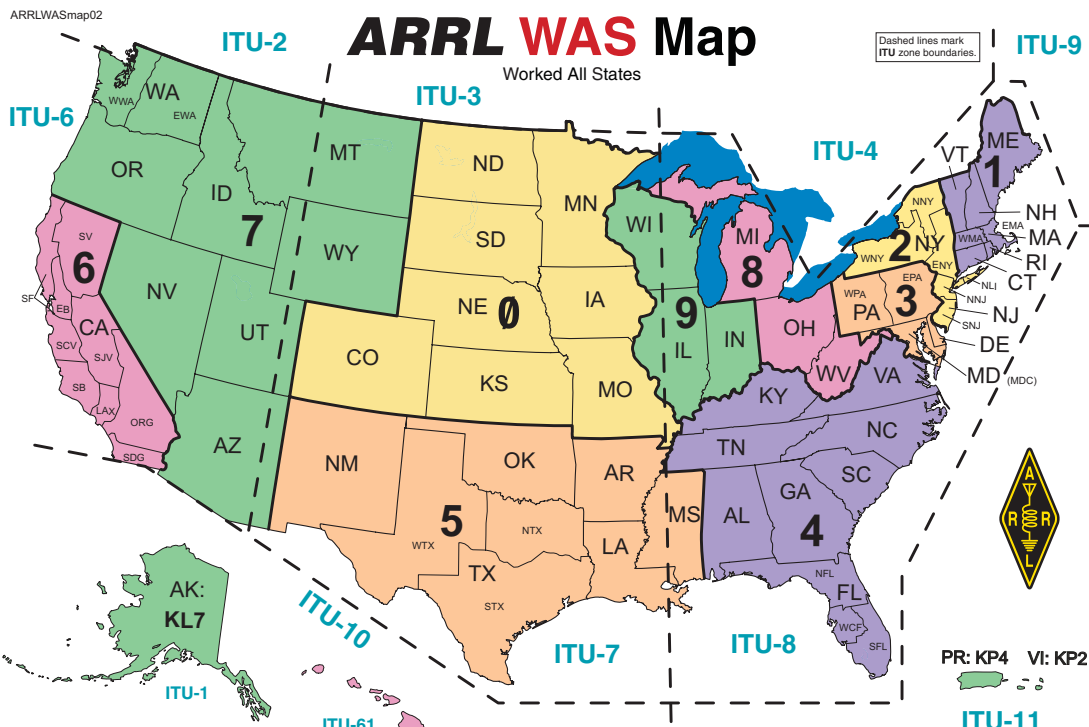 ARRLWASmap02
ARRL WAS Map
Worked All States
Dashed lines mark
ITU zone boundaries.
ITU-2
ITU-3
ITU-9
ITU-6
ITU-4
WA
WWA
EWA
MT
ND
MN
ME
VT
1
OR
ID
7
WY
SD
WI
MI
8
NNY
2
NY
WNY
ENY
NH
EMA
MA
WMA
RI
CT
NLI
SV
6
NV
UT
NE
0
IA
9
IL
IN
OH
EPA
WPA
PA
3
NNJ
NJ
SNJ
DE
MD (MDC)
SF
EB
CA
SCV
SJV
SB
LAX
ORG
SDG
CO
KS
MO
KY
WV
VA
AZ
NM
OK
AR
TN
NC
SC
5
NTX
WTX
TX
STX
LA
MS
AL
GA
4
NFL
FL
WCF
SFL
A
R R
L
AK:
KL7
ITU-1
ITU-10
ITU-7
ITU-8
PR: KP4 VI: KP2
ITU-61
ITU-11